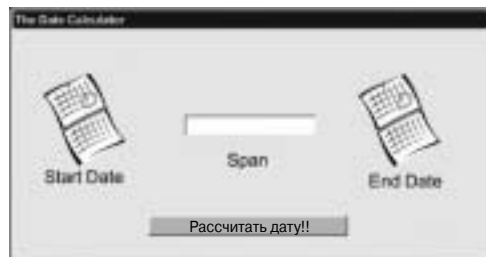 The Date Calculator
Start Date
Span
End Date
Рассчитать дату!!